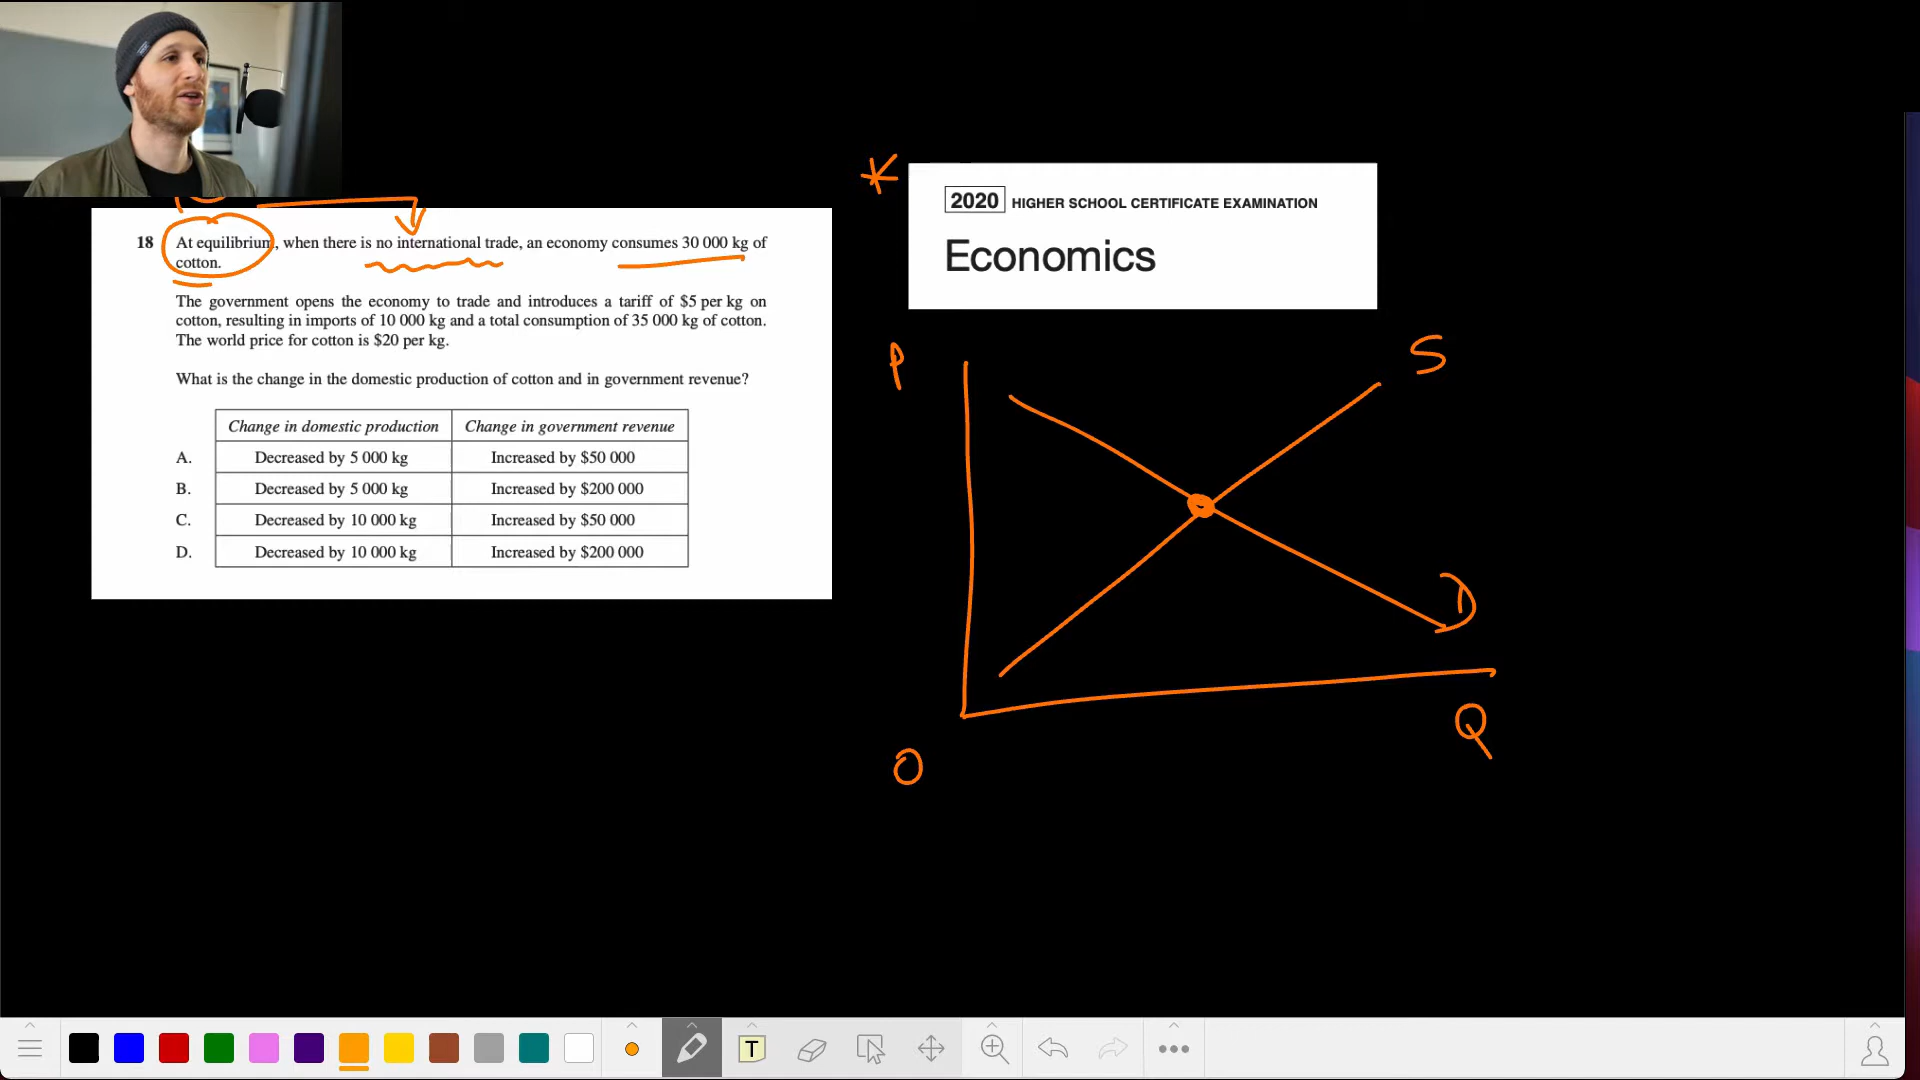 18 At equilibrium, when there is no international trade, an economy consumes 30 000 kg of
cotton.
The government opens the economy to trade and introduces a tariff of $5 per kg on
cotton, resulting in imports of 10 000 kg and a total consumption of 35 000 kg of cotton.
The world price for cotton is $20 per kg.
What is the change in the domestic production of cotton and in government revenue?
Change in domestic production Change in government revenue
A. Decreased by 5 000 kg Increased by $50 000
B. Decreased by 5 000 kg Increased by $200 000
C. Decreased by 10 000 kg Increased by $50 000
D. Decreased by 10 000 kg Increased by $200 000
*
2020 HIGHER SCHOOL CERTIFICATE EXAMINATION
Economics
P
S
D
Q
O
T